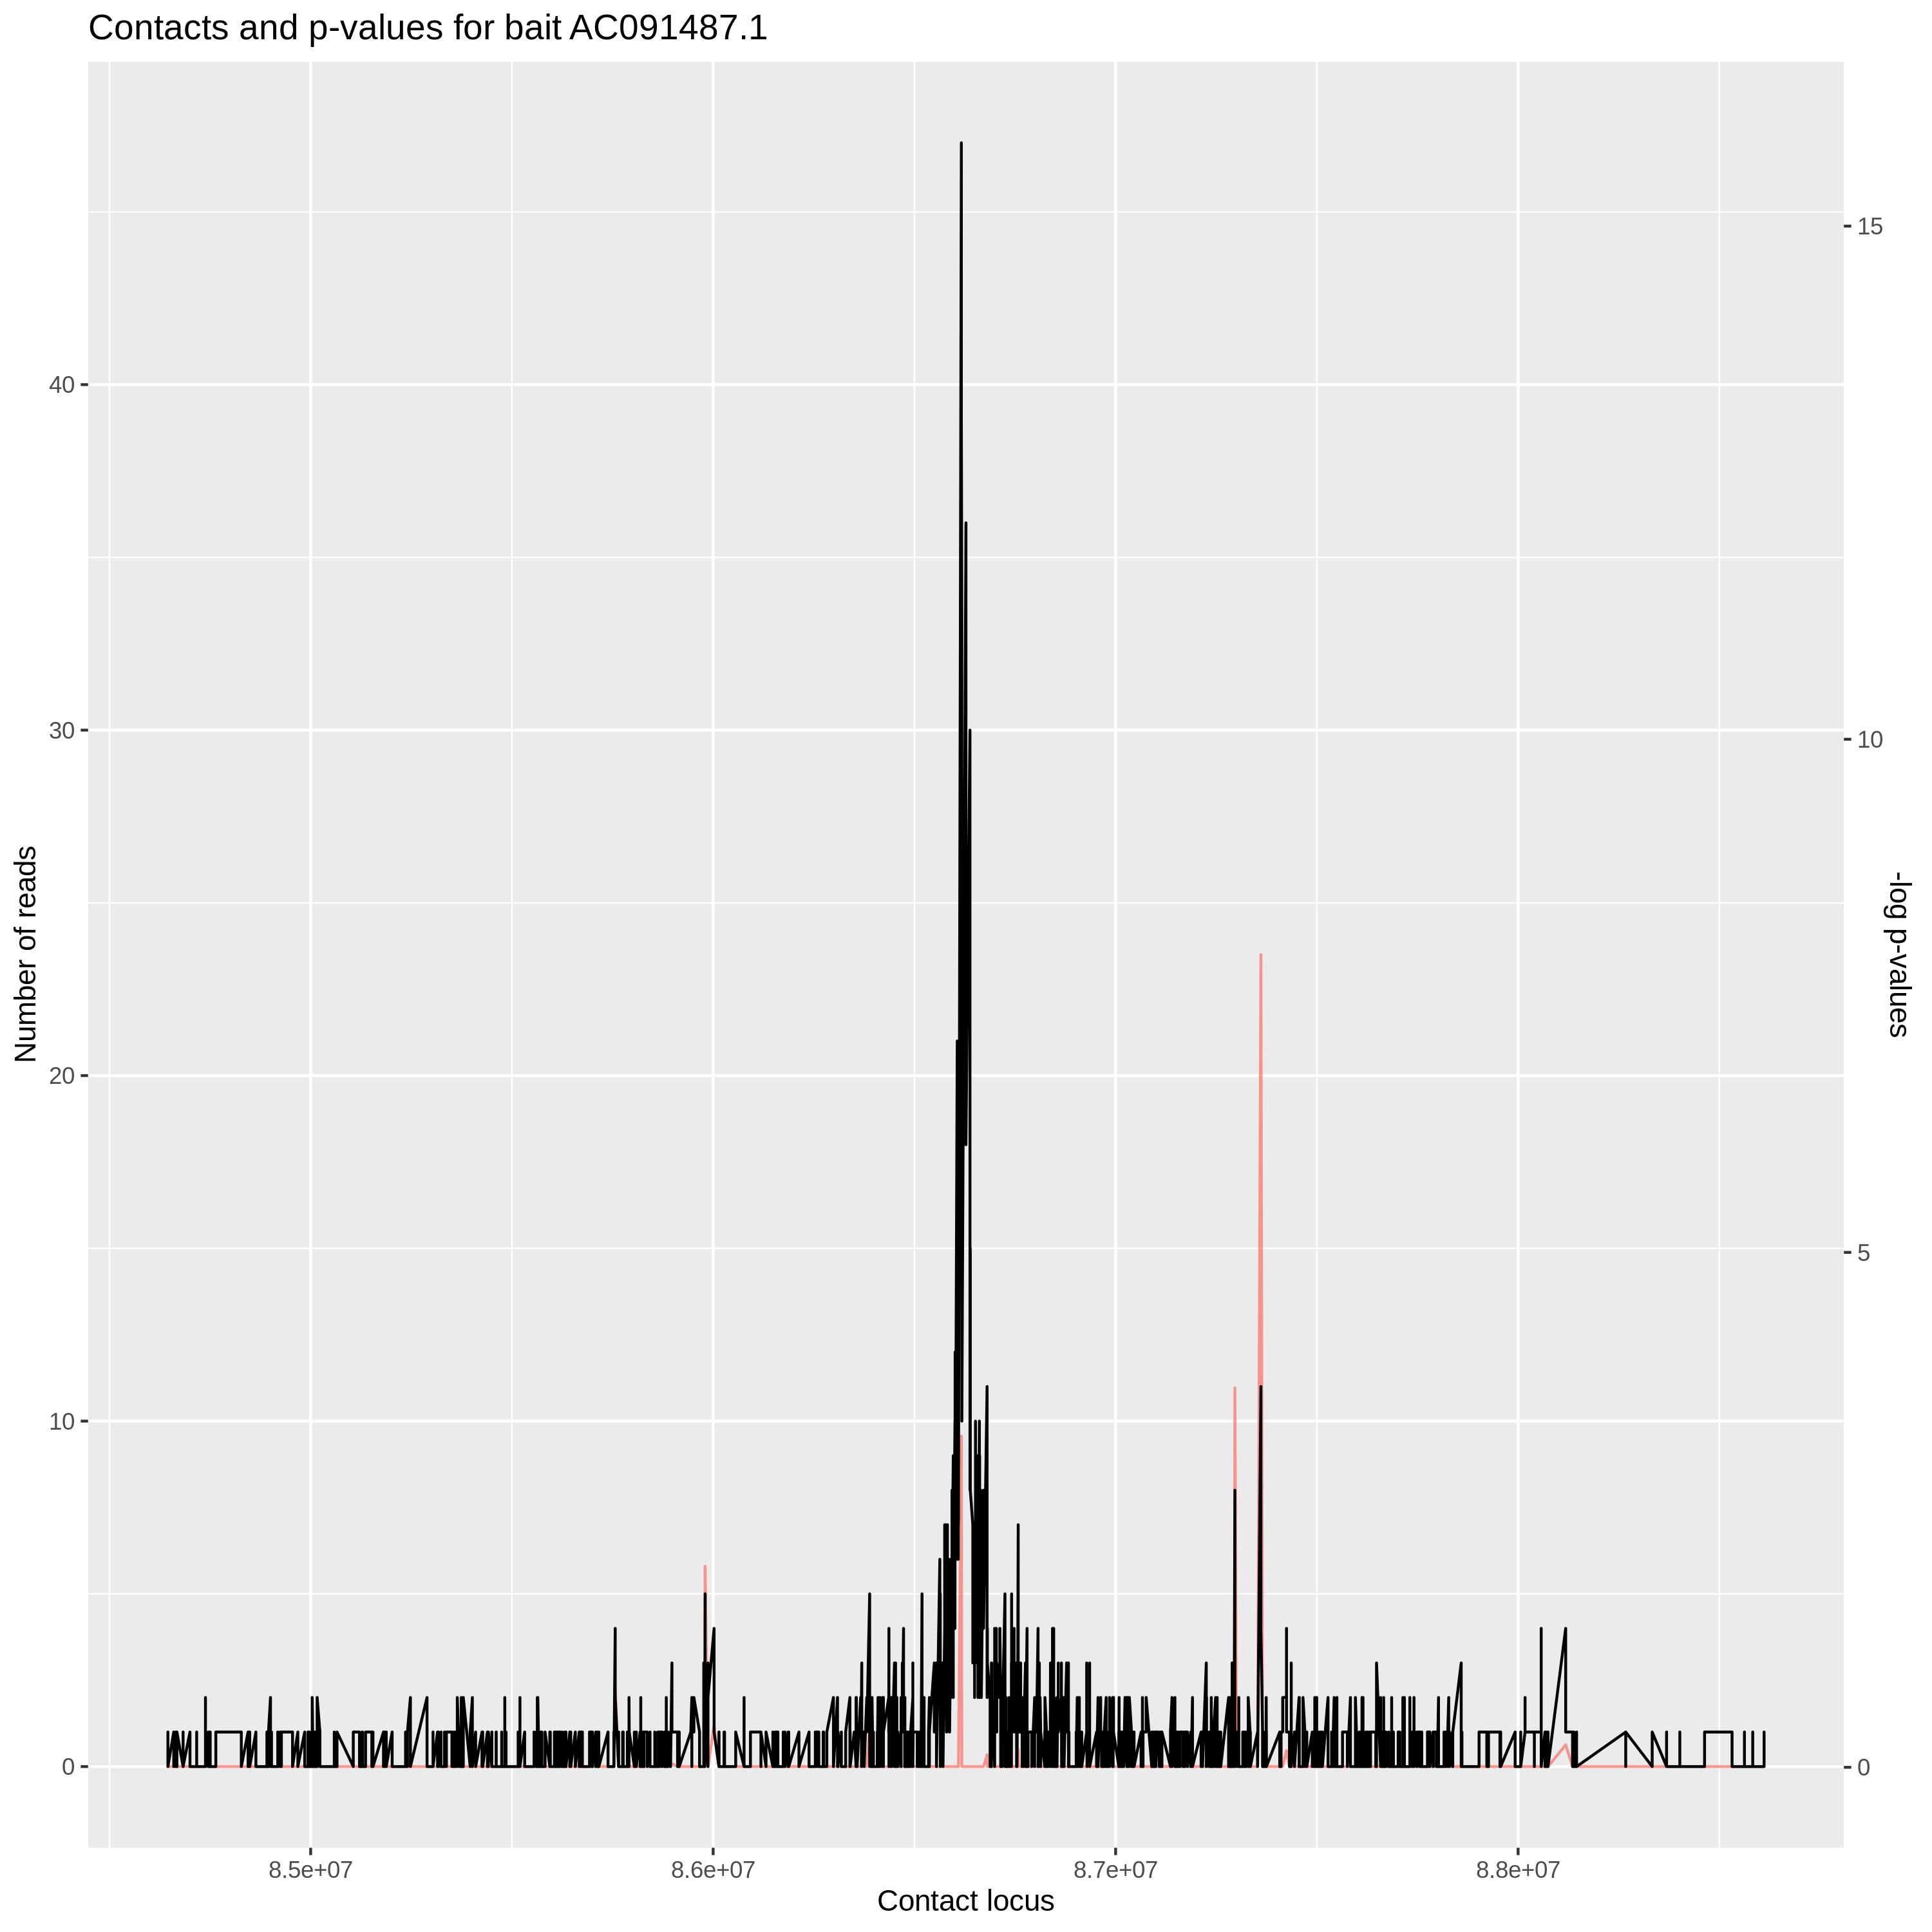 Contacts and p-values for bait AC091487.1
Number of reads
40
30
20
10
0
15
10
5
0
-log p-values
8.5e+07 8.6e+07 8.7e+07 8.8e+07
Contact locus